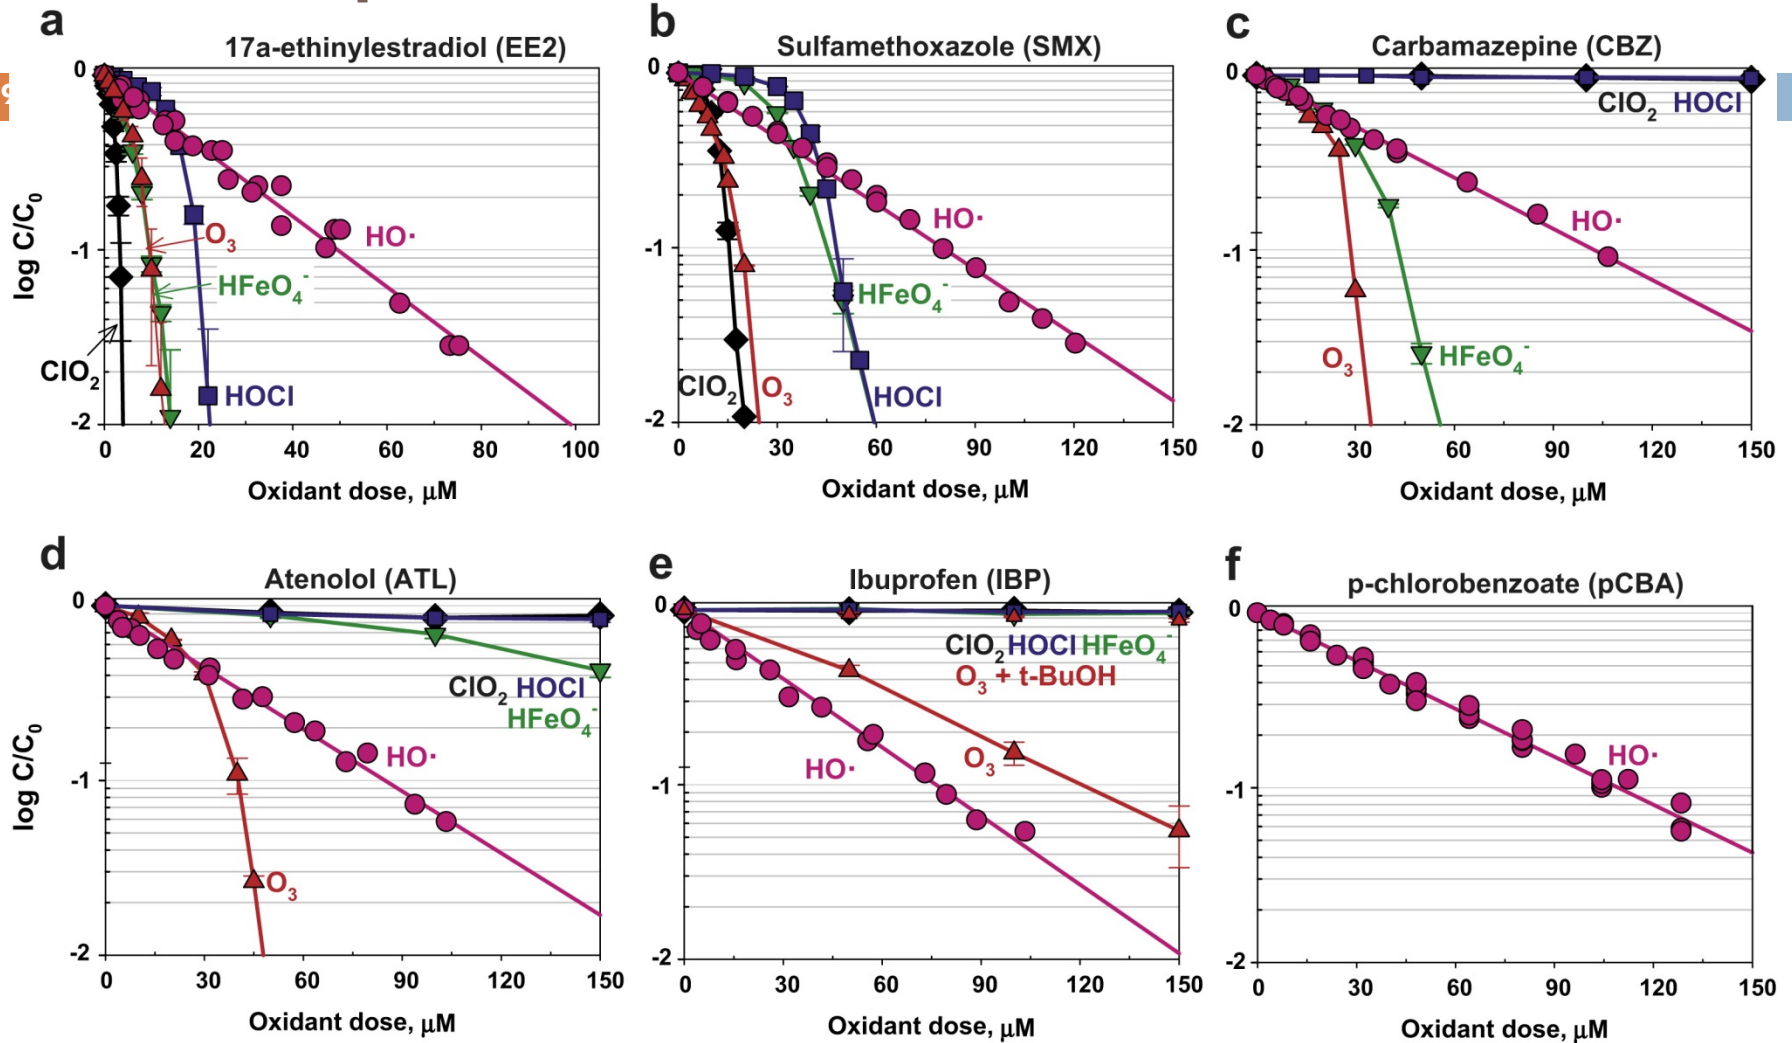 a
17a-ethinylestradiol (EE2)
0
-1
-2
log C/C0
O3
HO·
HFeO4-
ClO2
HOCl
0 20 40 60 80 100
Oxidant dose, μM
b
Sulfamethoxazole (SMX)
0
-1
-2
HO·
HFeO4-
ClO2 O3 HOCl
0 30 60 90 120 150
Oxidant dose, μM
c
Carbamazepine (CBZ)
0
-1
-2
ClO2 HOCl
HO·
O3 HFeO4-
0 30 60 90 120 150
Oxidant dose, μM
d
Atenolol (ATL)
0
-1
-2
log C/C0
ClO2 HOCl
HFeO4-
HO·
O3
0 30 60 90 120 150
Oxidant dose, μM
e
Ibuprofen (IBP)
0
-1
-2
ClO2 HOCl HFeO4-
O3 + t-BuOH
HO· O3
0 30 60 90 120 150
Oxidant dose, μM
f
p-chlorobenzoate (pCBA)
0
-1
-2
HO·
0 30 60 90 120 150
Oxidant dose, μM